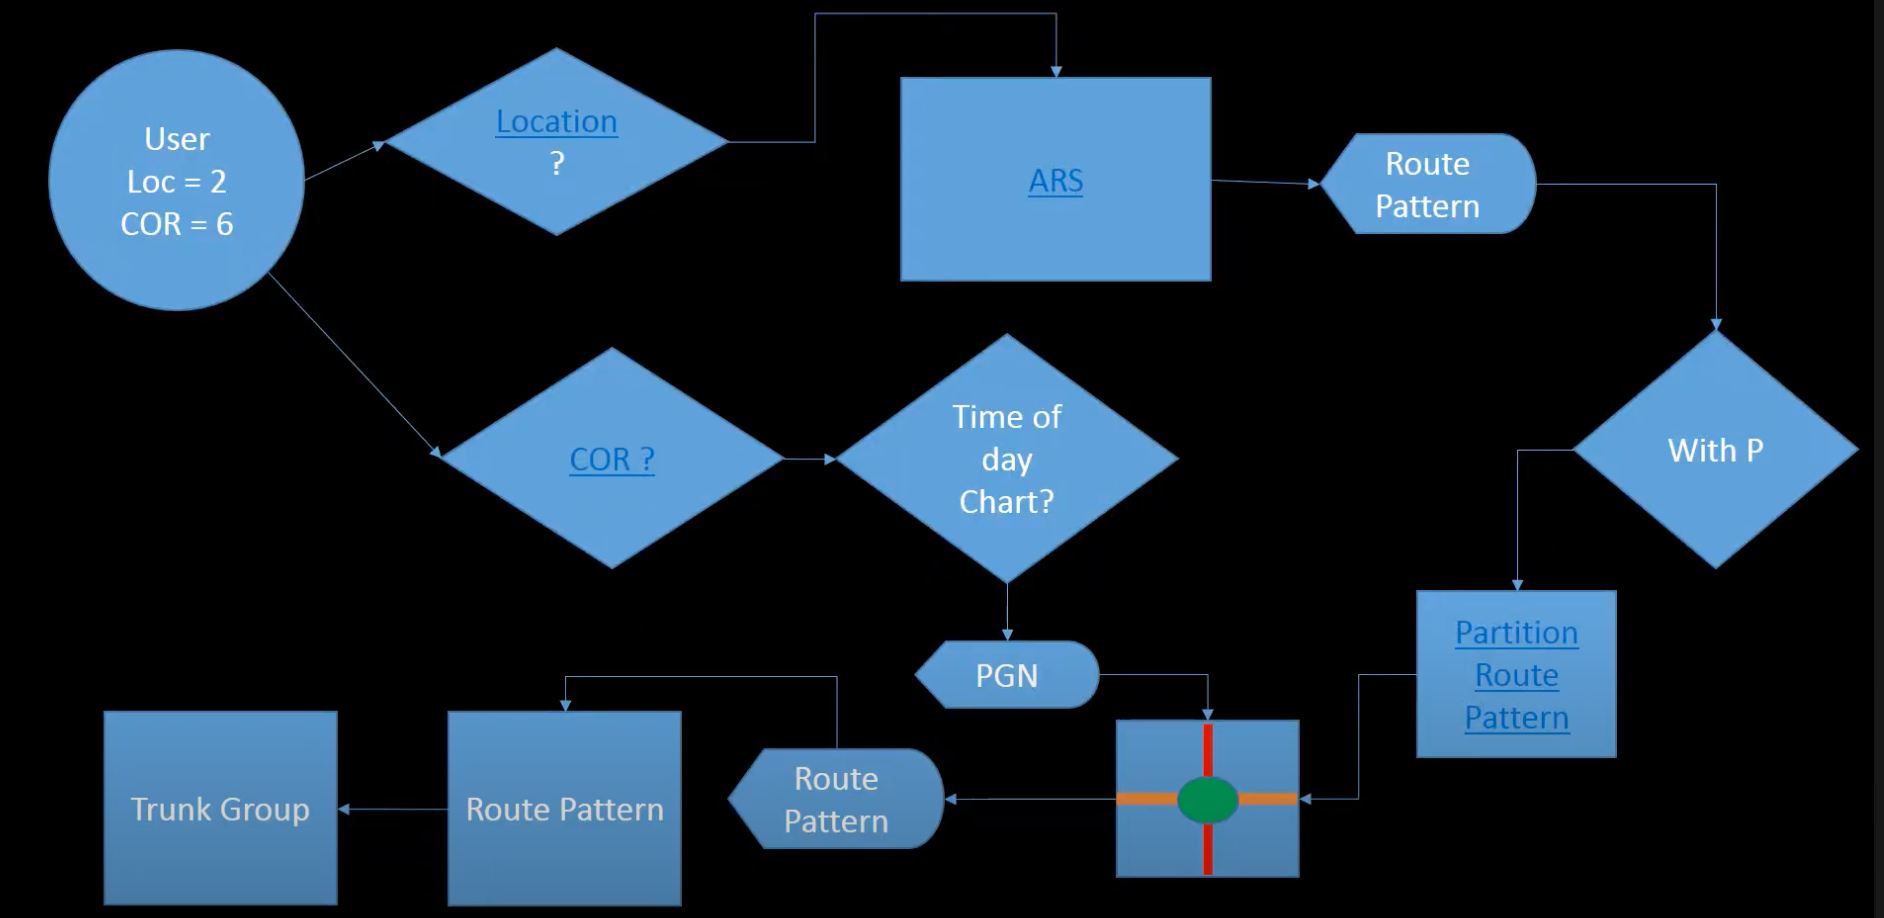 User
Loc = 2
COR = 6
Location
?
ARS
Route
Pattern
COR ?
Time of
day
Chart?
With P
PGN
Partition
Route
Pattern
Trunk Group
Route Pattern
Route
Pattern